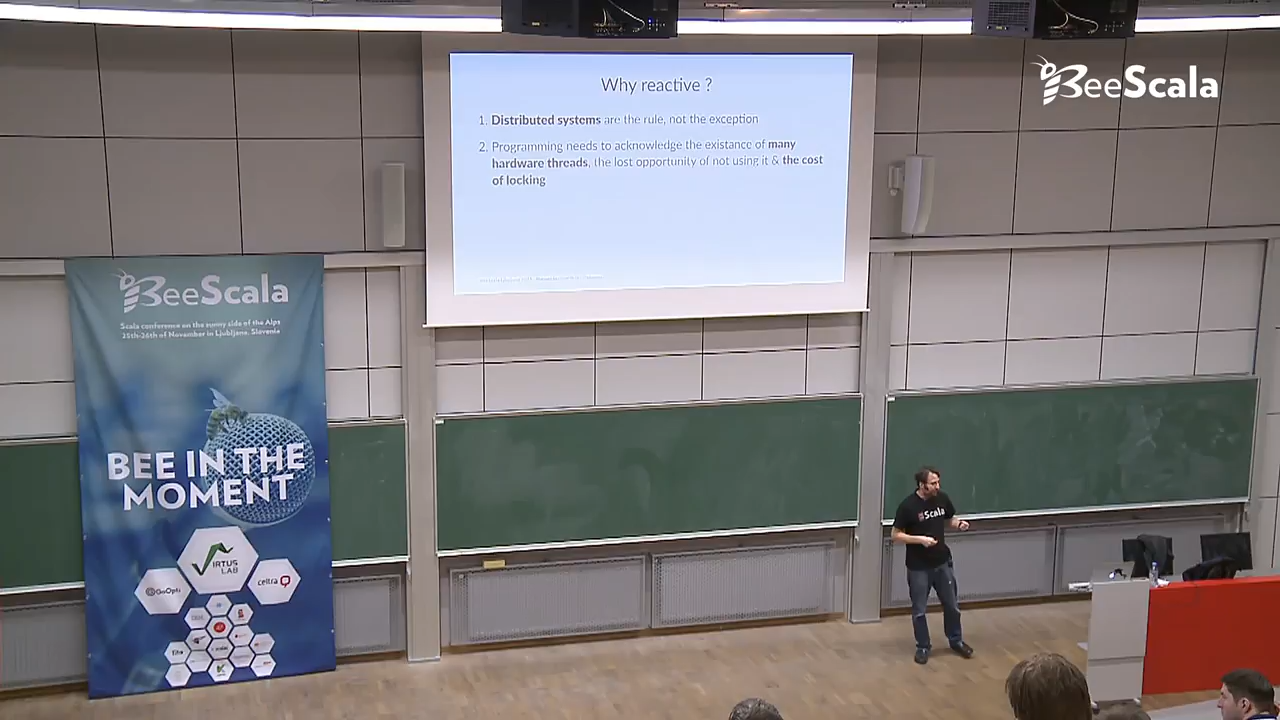 BeeScala
Why reactive ?
1. Distributed systems are the rule, not the exception
2. Programming needs to acknowledge the existance of many
hardware threads, the lost opportunity of not using it & the cost
of locking
BeeScala
Scala conference on the sunny side of the Alps
25th-26th of November in Ljubljana, Slovenia
BEE IN THE
MOMENT
VIRTUS
LAB
GoOpti
celtra
Scala